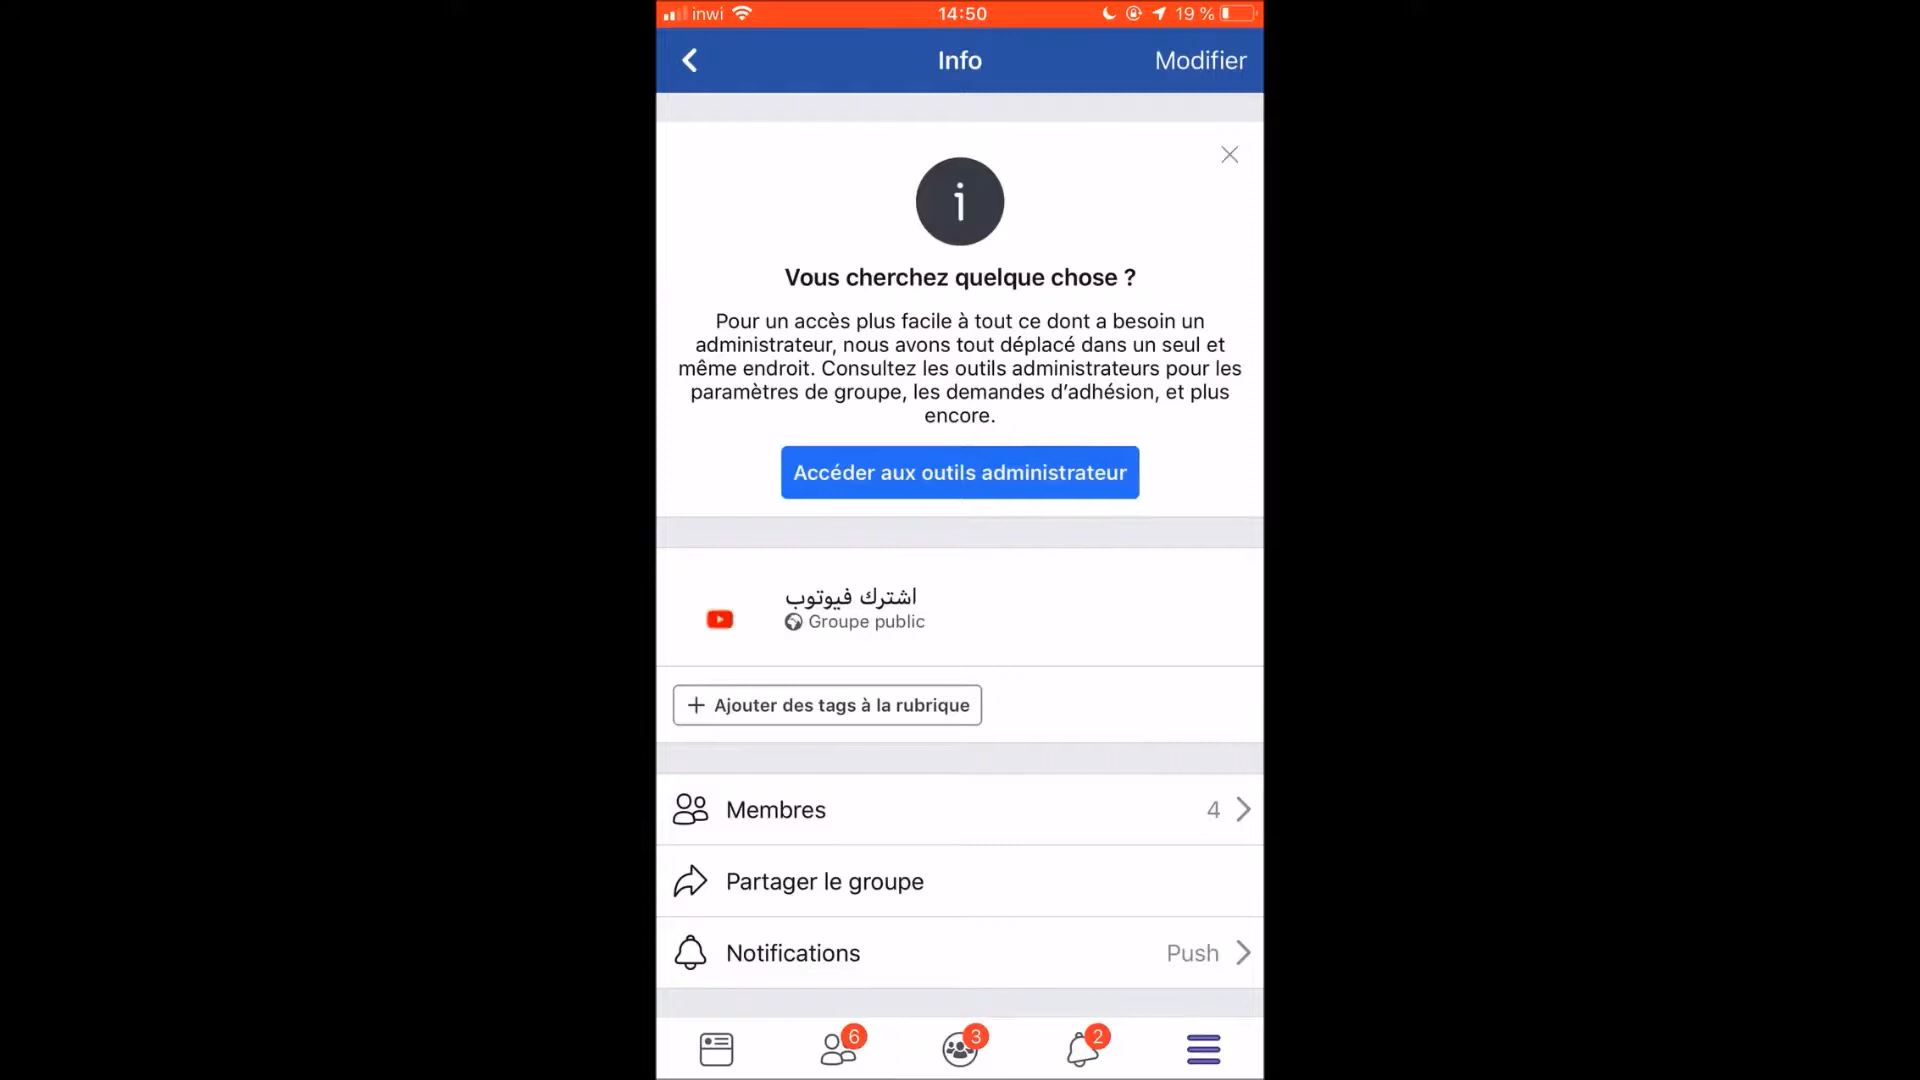 inwi 14:50 19 %
Info Modifier
Vous cherchez quelque chose ?
Pour un accès plus facile à tout ce dont a besoin un
administrateur, nous avons tout déplacé dans un seul et
même endroit. Consultez les outils administrateurs pour les
paramètres de groupe, les demandes d’adhésion, et plus
encore.
Accéder aux outils administrateur
اشترك فيوتوب
Groupe public
+ Ajouter des tags à la rubrique
Membres 4
Partager le groupe
Notifications Push
6 3 2